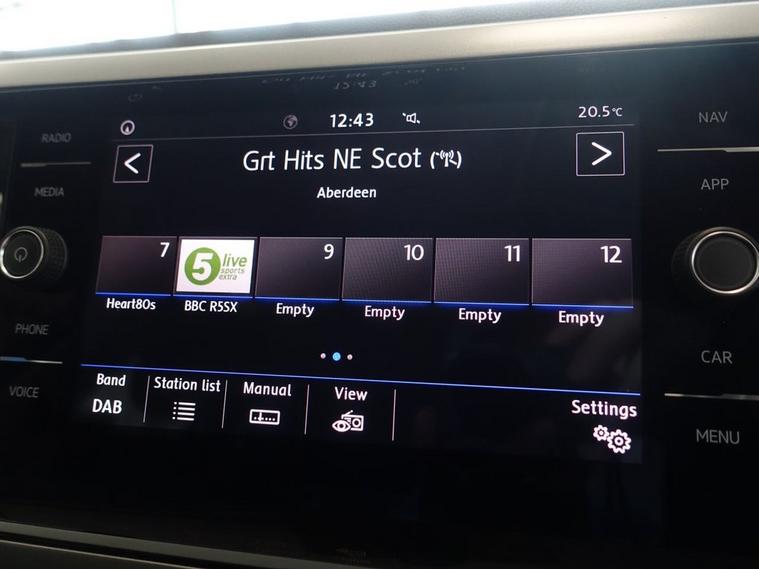 RADIO
MEDIA
PHONE
VOICE
12:43
20.5°C
Grt Hits NE Scot
Aberdeen
7
5 live
sports
extra
9
10
11
12
Heart80s
BBC R5SX
Empty
Empty
Empty
Empty
Band
DAB
Station list
Manual
View
Settings
NAV
APP
CAR
MENU